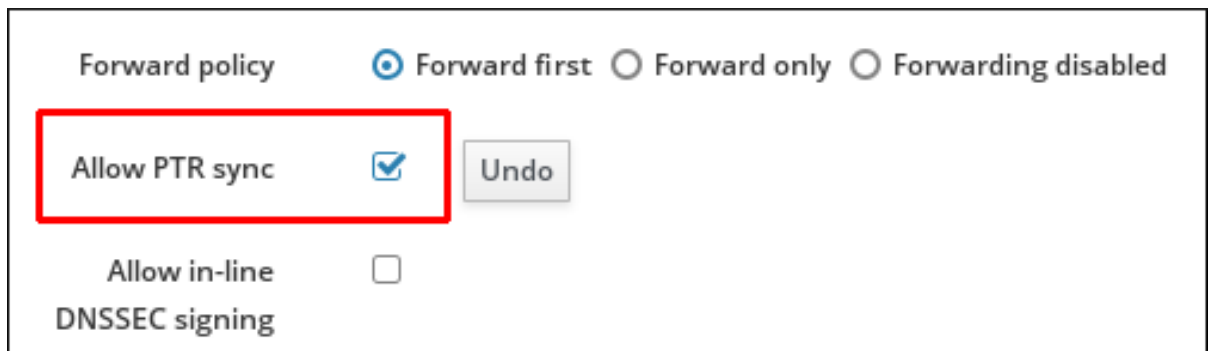 Forward policy Forward first Forward only Forwarding disabled
Allow PTR sync Undo
Allow in-line
DNSSEC signing